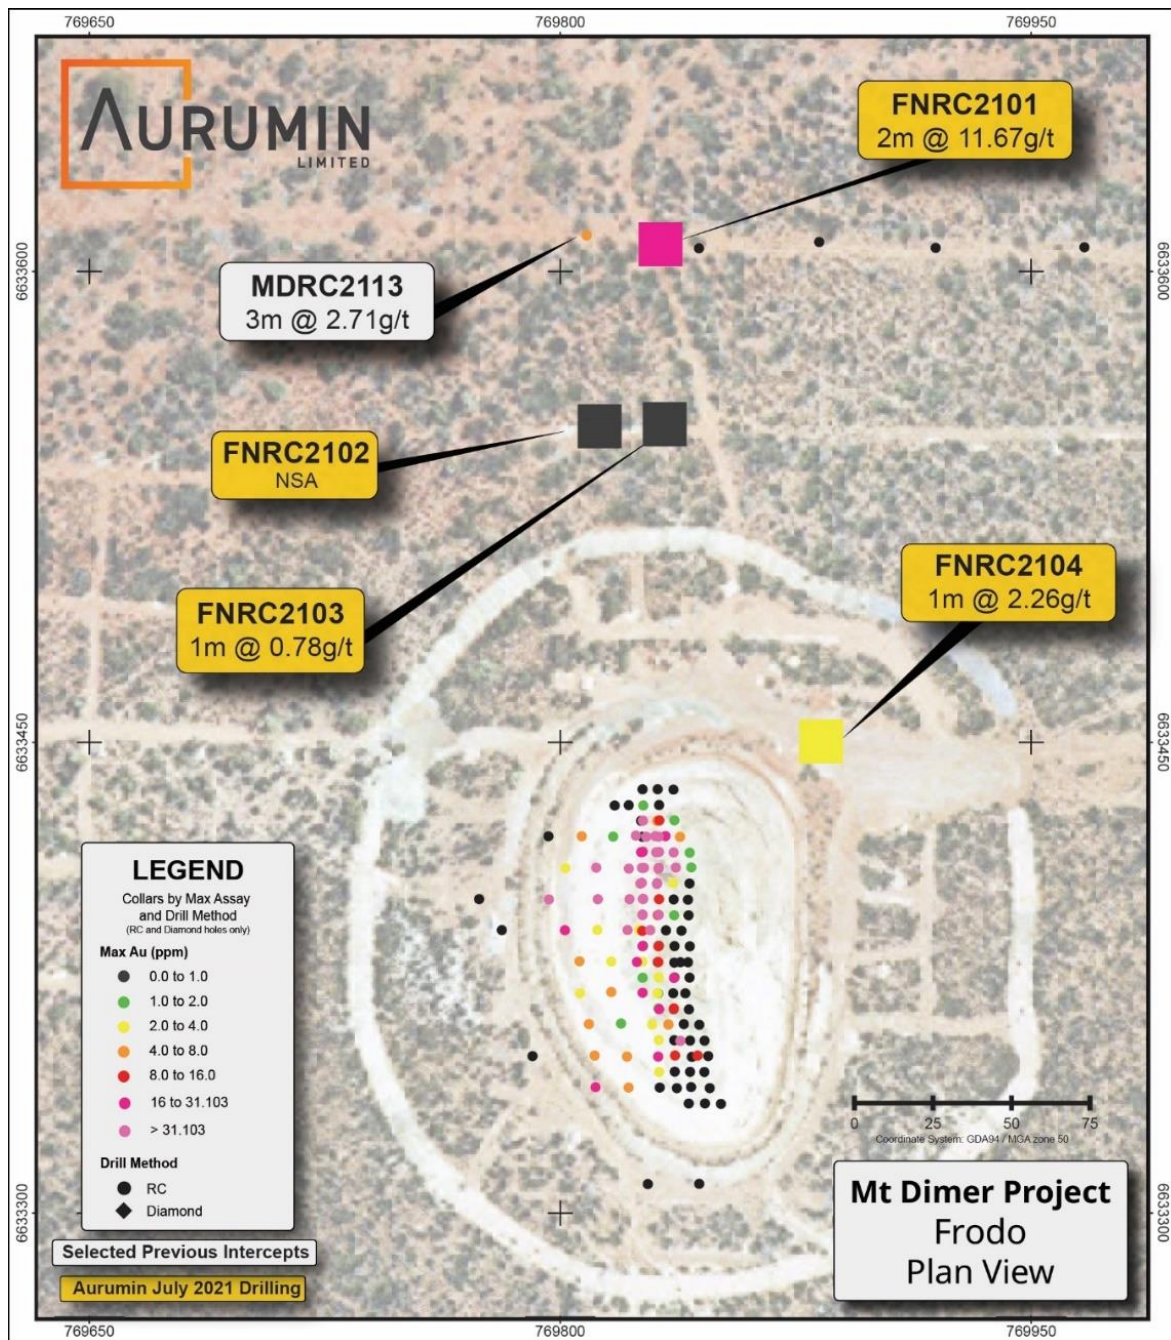 769650
769800
769950
AURUMIN
LIMITED
FNRC2101
2m @ 11.67g/t
6633600
6633600
MDRC2113
3m @ 2.71g/t
FNRC2102
NSA
FNRC2103
1m @ 0.78g/t
FNRC2104
1m @ 2.26g/t
6633450
6633450
LEGEND
Collars by Max Assay
and Drill Method
(RC and Diamond holes only)
Max Au (ppm)
0.0 to 1.0
1.0 to 2.0
2.0 to 4.0
4.0 to 8.0
8.0 to 16.0
16 to 31.103
> 31.103
Drill Method
RC
Diamond
Selected Previous Intercepts
Aurumin July 2021 Drilling
0 25 50 75
Coordinate System: GDA94 / MGA zone 50
Mt Dimer Project
Frodo
Plan View
6633300
6633300
769650
769800
769950